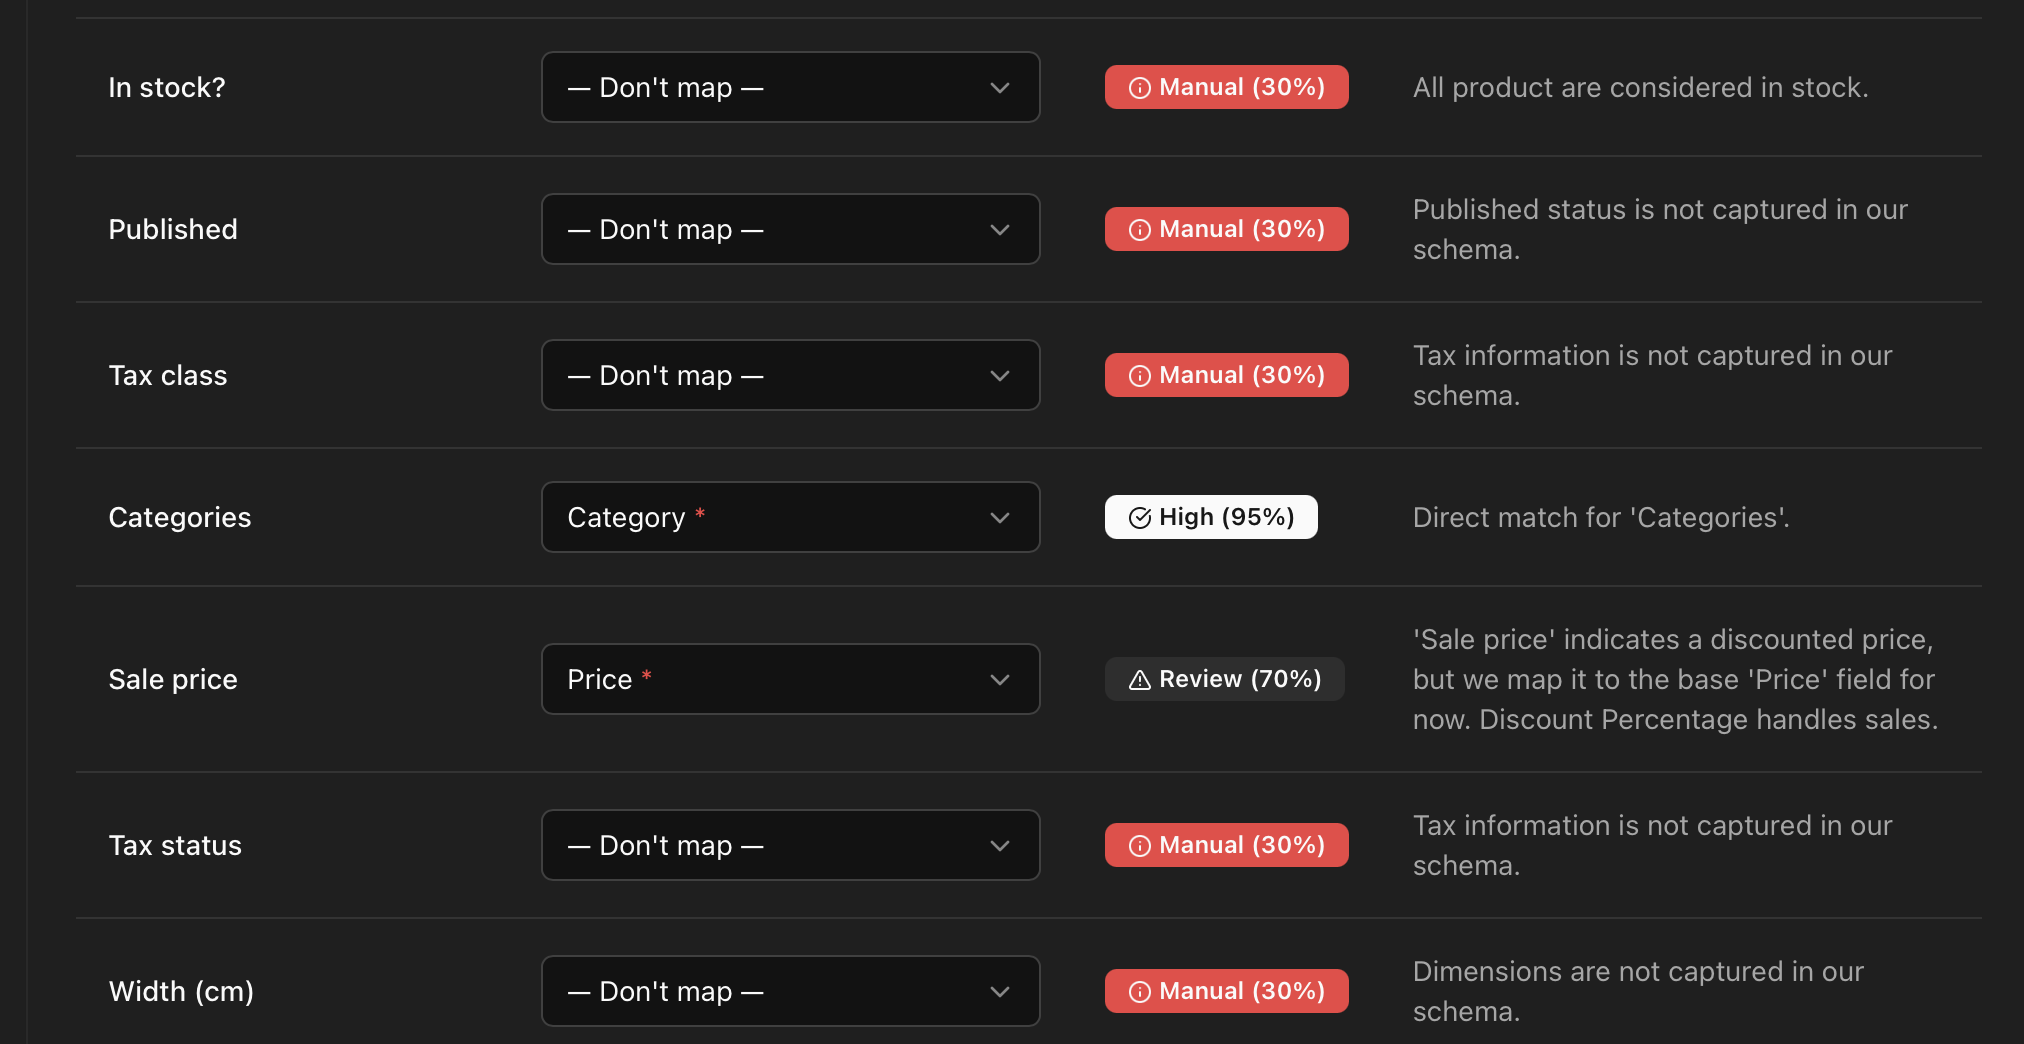 In stock?
— Don't map —
Manual (30%)
All product are considered in stock.
Published
— Don't map —
Manual (30%)
Published status is not captured in our
schema.
Tax class
— Don't map —
Manual (30%)
Tax information is not captured in our
schema.
Categories
Category *
High (95%)
Direct match for 'Categories'.
Sale price
Price *
Review (70%)
'Sale price' indicates a discounted price,
but we map it to the base 'Price' field for
now. Discount Percentage handles sales.
Tax status
— Don't map —
Manual (30%)
Tax information is not captured in our
schema.
Width (cm)
— Don't map —
Manual (30%)
Dimensions are not captured in our
schema.